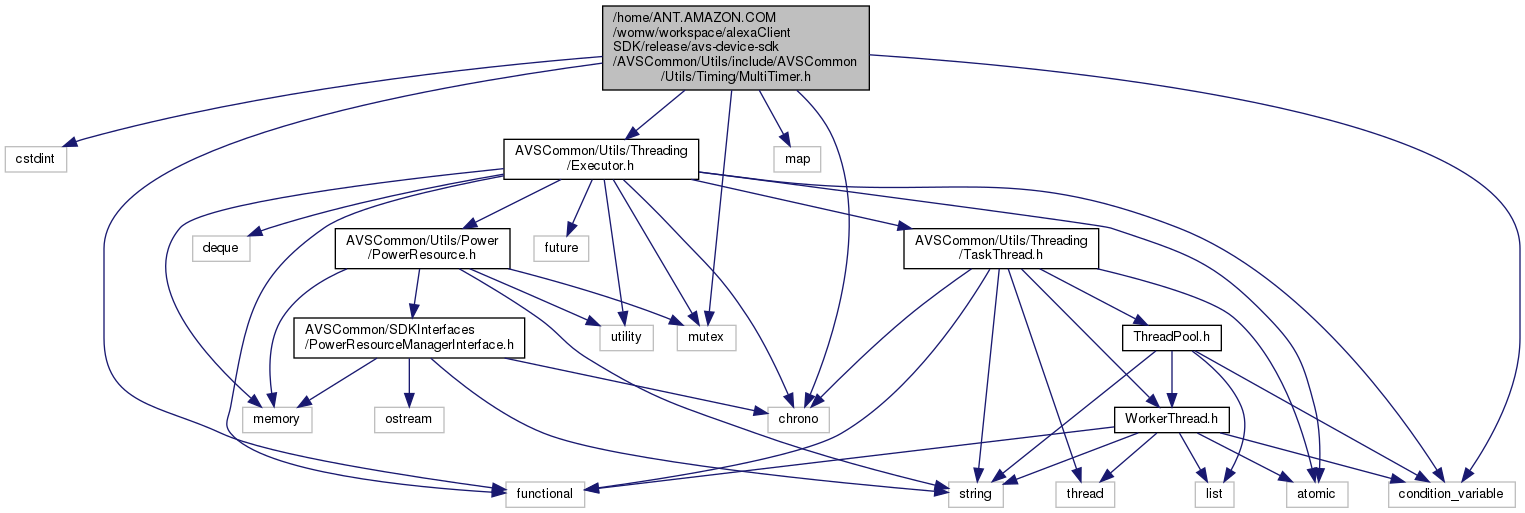 /home/ANT.AMAZON.COM
/womw/workspace/alexaClient
SDK/release/avs-device-sdk
/AVSCommon/Utils/include/AVSCommon
/Utils/Timing/MultiTimer.h
cstdint
AVSCommon/Utils/Threading
/Executor.h
map
deque
AVSCommon/Utils/Power
/PowerResource.h
future
AVSCommon/Utils/Threading
/TaskThread.h
AVSCommon/SDKInterfaces
/PowerResourceManagerInterface.h
utility
mutex
ThreadPool.h
memory
ostream
chrono
WorkerThread.h
functional
string
thread
list
atomic
condition_variable